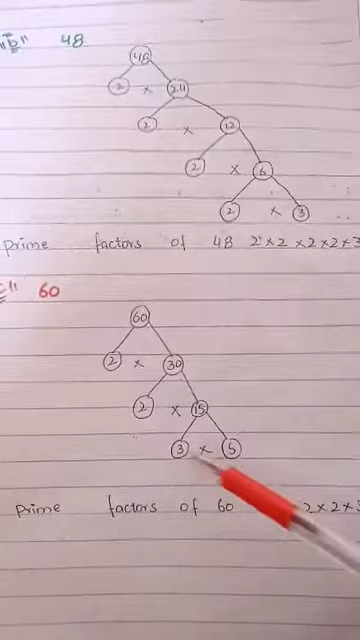 "b" 48
48
2 × 24
2 × 12
2 × 6
2 × 3
prime factors of 48 2×2×2×2×3
c" 60
60
2 × 30
2 × 15
3 × 5
prime factors of 60 2×2×3